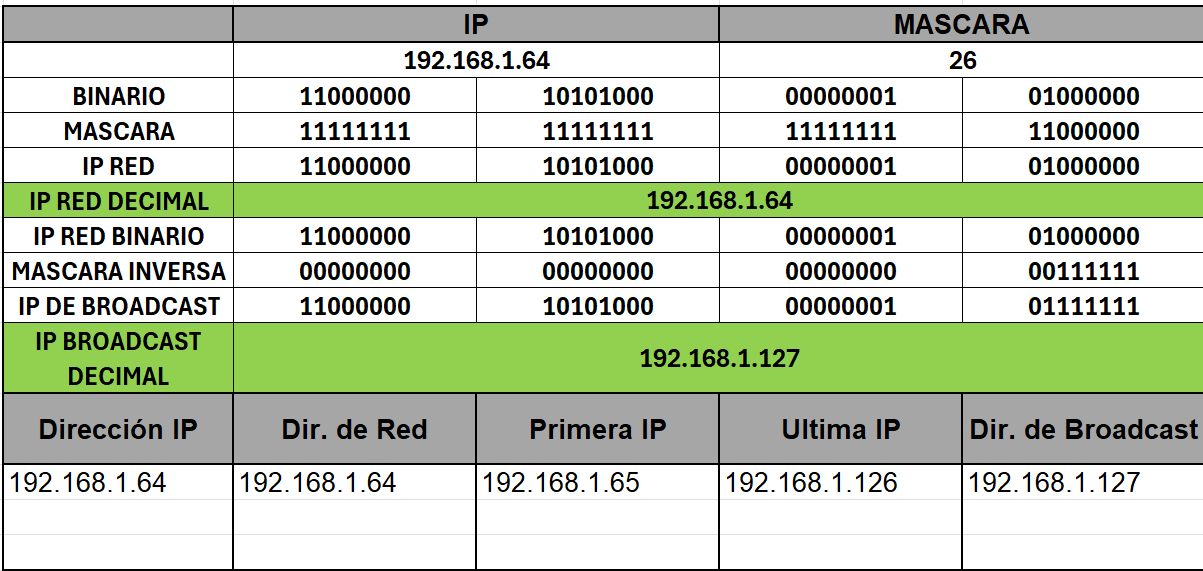 IP MASCARA
192.168.1.64 26
BINARIO 11000000 10101000 00000001 01000000
MASCARA 11111111 11111111 11111111 11000000
IP RED 11000000 10101000 00000001 01000000
IP RED DECIMAL 192.168.1.64
IP RED BINARIO 11000000 10101000 00000001 01000000
MASCARA INVERSA 00000000 00000000 00000000 00111111
IP DE BROADCAST 11000000 10101000 00000001 01111111
IP BROADCAST
DECIMAL 192.168.1.127
Dirección IP Dir. de Red Primera IP Ultima IP Dir. de Broadcast
192.168.1.64 192.168.1.64 192.168.1.65 192.168.1.126 192.168.1.127